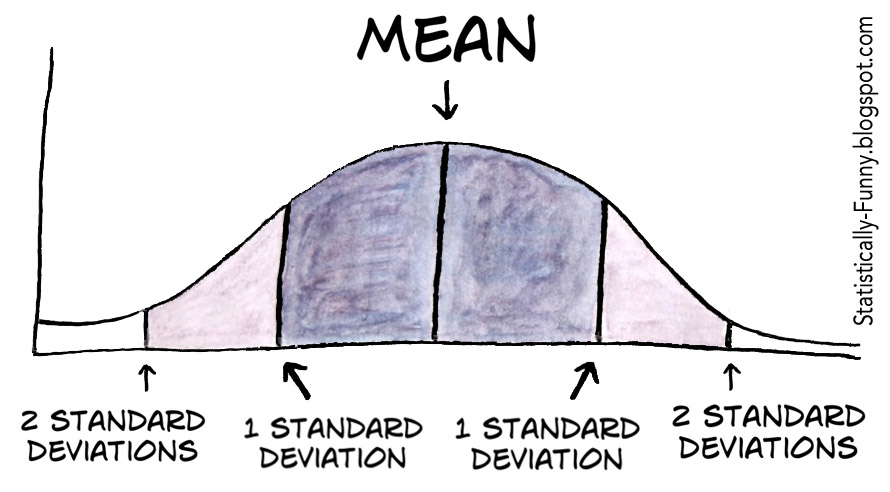 MEAN
Statistically-Funny.blogspot.com
2 STANDARD
DEVIATIONS
1 STANDARD
DEVIATION
1 STANDARD
DEVIATION
2 STANDARD
DEVIATIONS